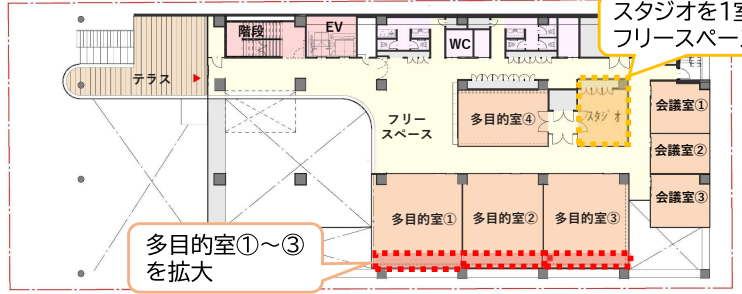 スタジオを1室
フリースペース
階段
EV
WC
テラス
フリー
スペース
多目的室④
スタジオ
会議室①
会議室②
会議室③
多目的室①
多目的室②
多目的室③
多目的室①～③
を拡大